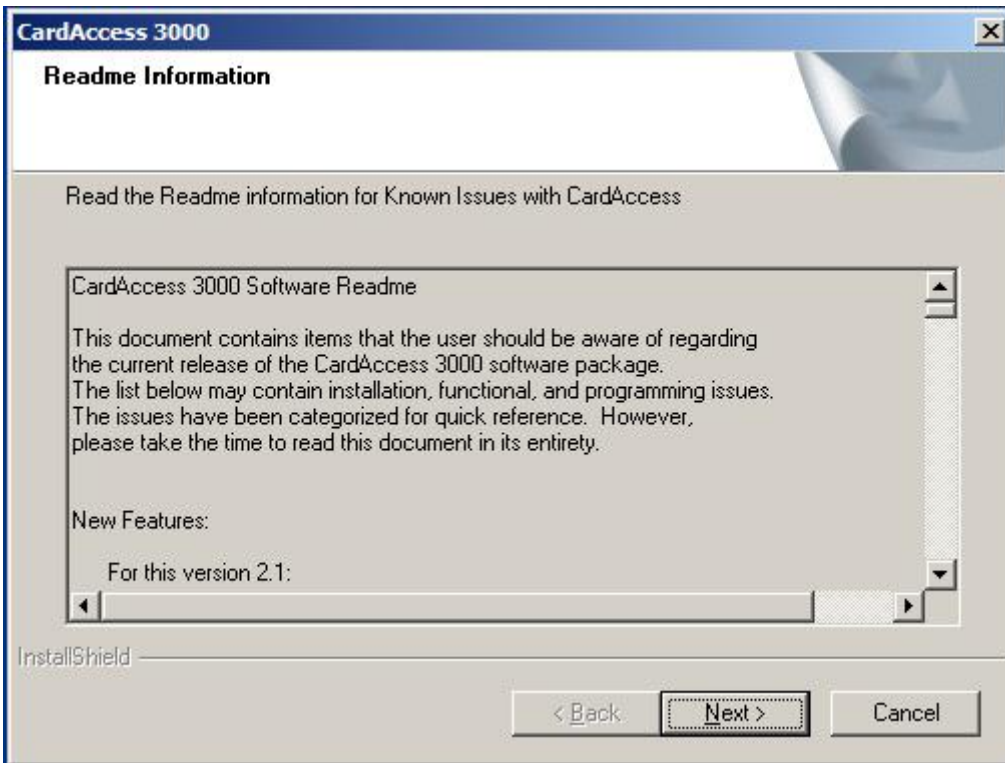 CardAccess 3000
Readme Information
Read the Readme information for Known Issues with CardAccess
CardAccess 3000 Software Readme
This document contains items that the user should be aware of regarding
the current release of the CardAccess 3000 software package.
The list below may contain installation, functional, and programming issues.
The issues have been categorized for quick reference.  However,
please take the time to read this document in its entirety.
New Features:
For this version 2.1:
InstallShield
< Back
Next >
Cancel